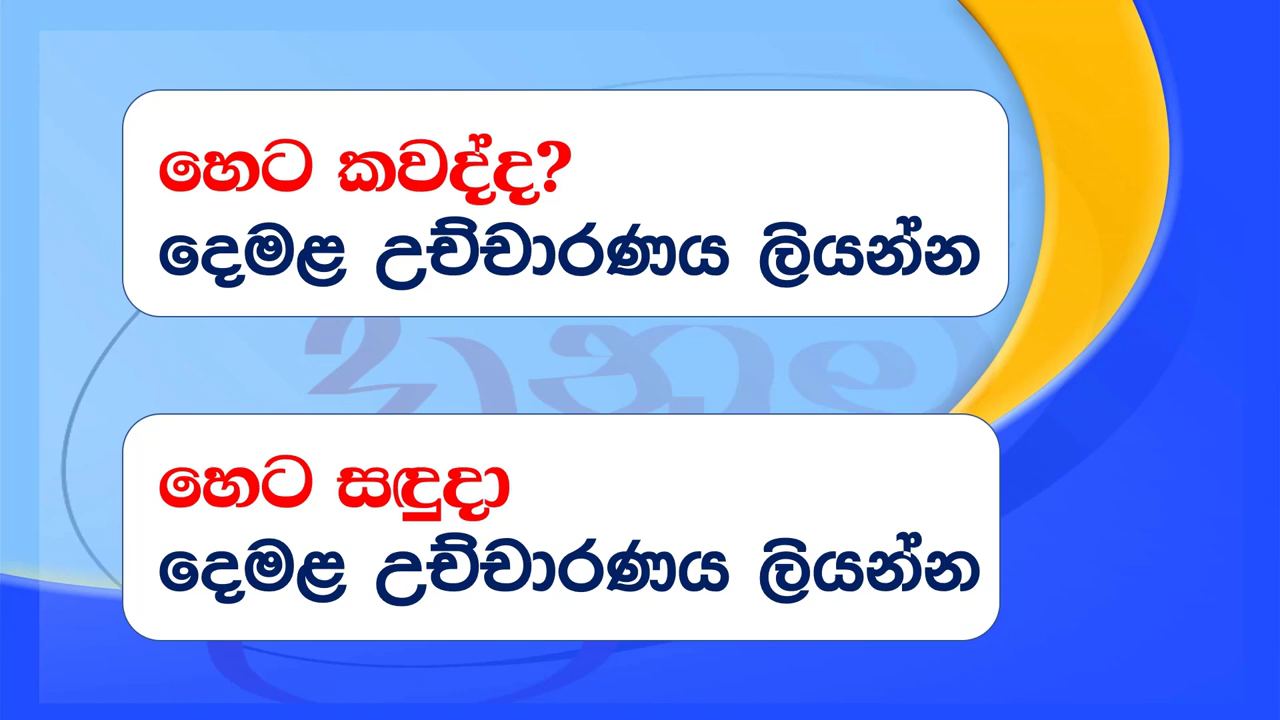 හෙට කවද්ද?
දෙමළ උච්චාරණය ලියන්න
හෙට සඳුදා
දෙමළ උච්චාරණය ලියන්න